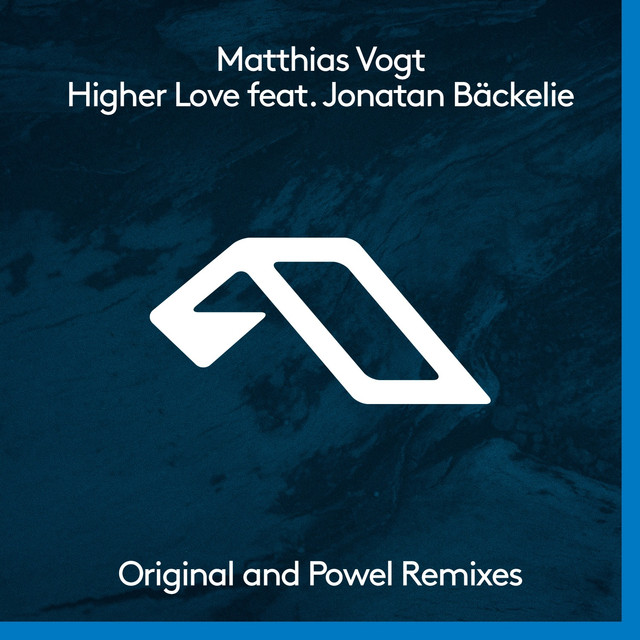 Matthias Vogt
Higher Love feat. Jonatan Bäckelie
Original and Powel Remixes